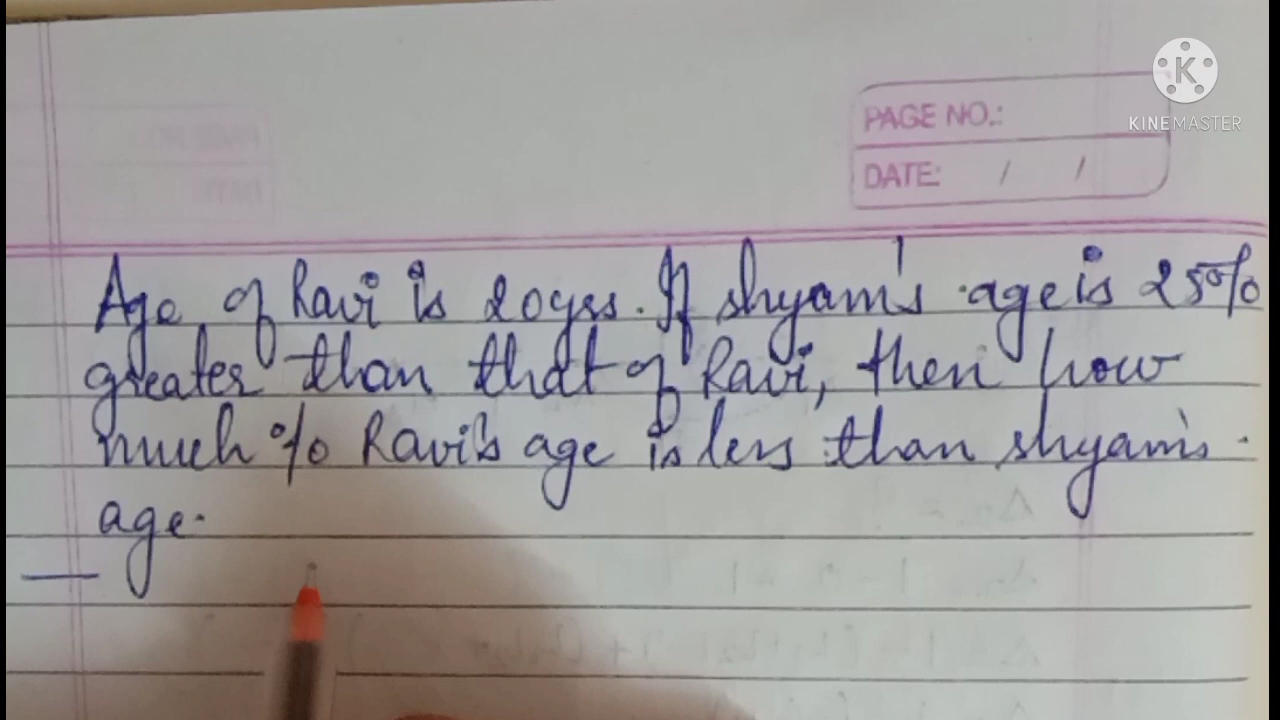 KINEMASTER
PAGE NO.:
DATE: / /
Age of Ravi is 20yrs. If shyam's age is 25%
greater than that of Ravi, then how
much % Ravi's age is less than shyam's
age.